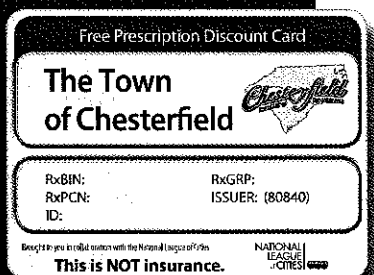 Free Prescription Discount Card
The Town
of Chesterfield
Chesterfield
RxBIN: RxGRP:
RxPCN: ISSUER: (80840)
ID:
Brought to you in collaboration with the National League of Cities
NATIONAL
LEAGUE
of CITIES
This is NOT insurance.